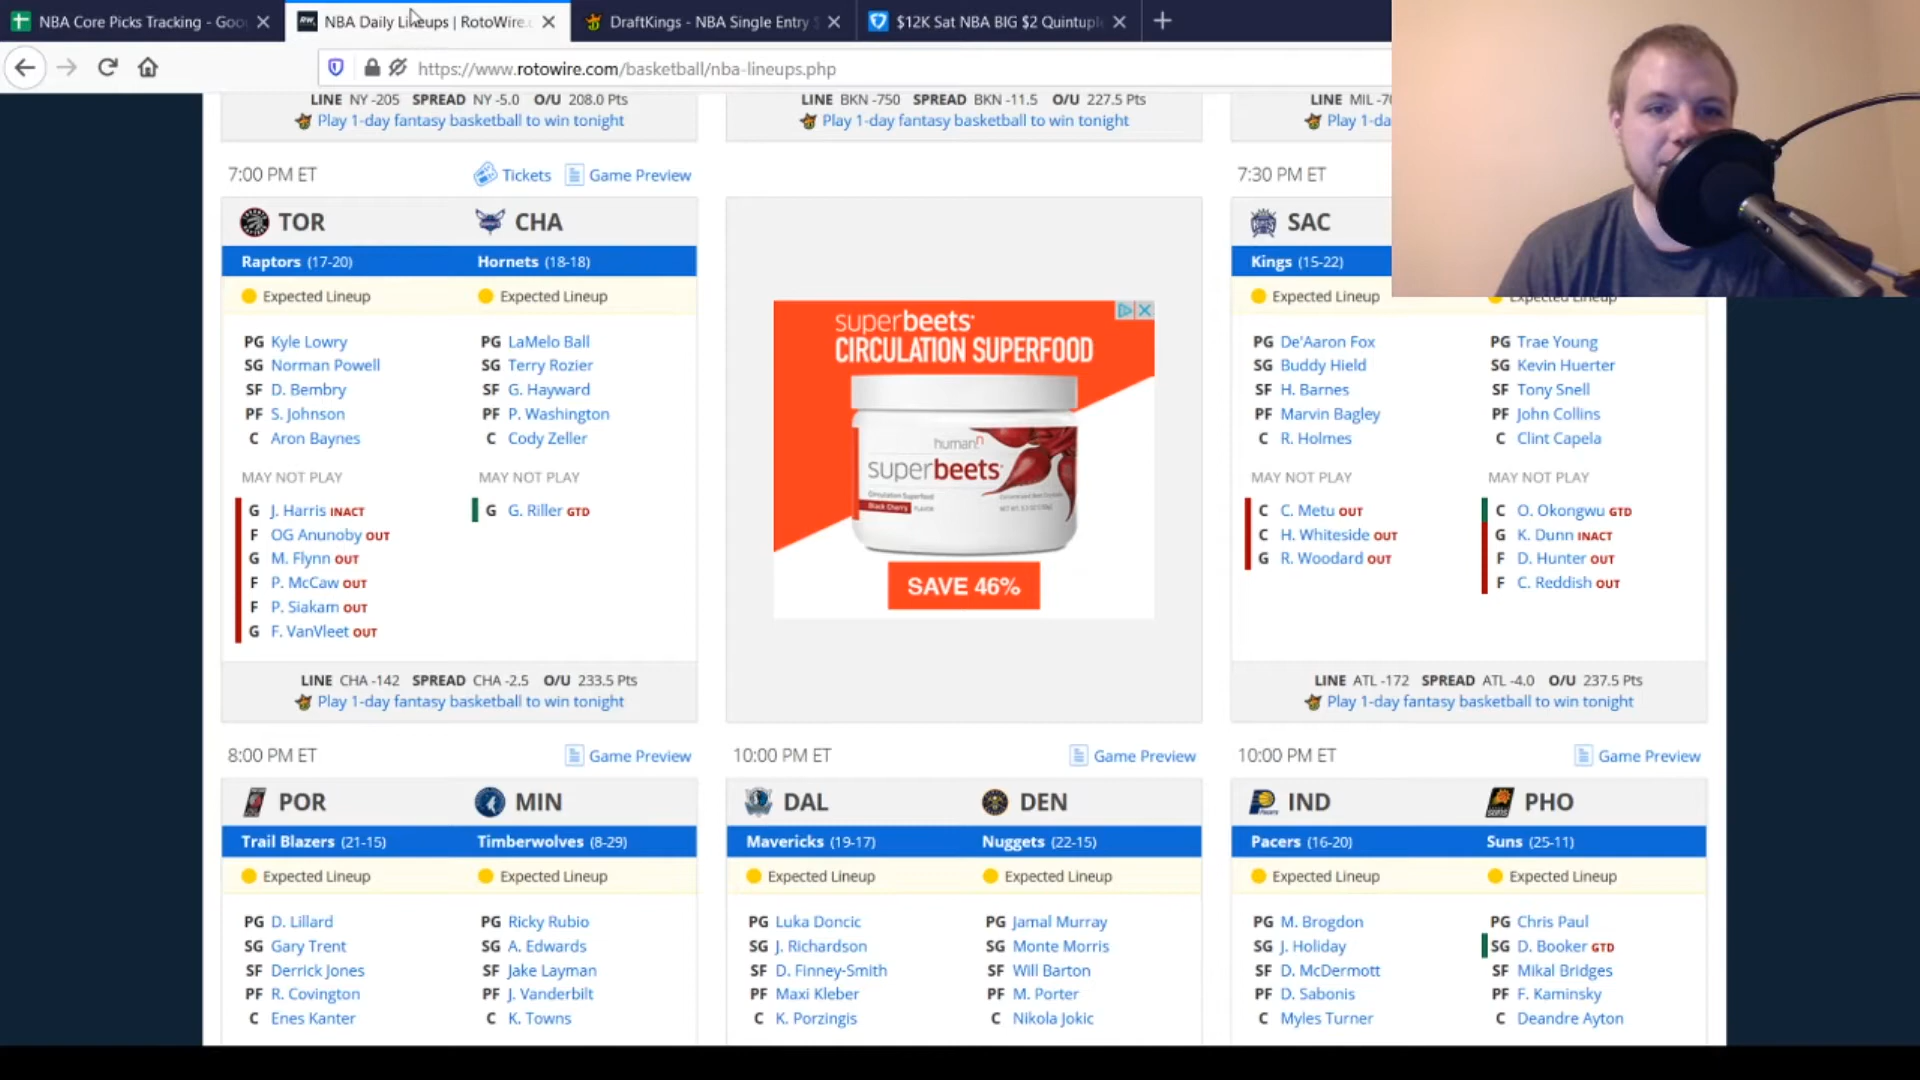 NBA Core Picks Tracking - Goo
NBA Daily Lineups | RotoWire.c
DraftKings - NBA Single Entry $
$12K Sat NBA BIG $2 Quintupl
https://www.rotowire.com/basketball/nba-lineups.php
LINE NY -205 SPREAD NY -5.0 O/U 208.0 Pts
Play 1-day fantasy basketball to win tonight
LINE BKN -750 SPREAD BKN -11.5 O/U 227.5 Pts
Play 1-day fantasy basketball to win tonight
LINE MIL -70
Play 1-da
7:00 PM ET Tickets Game Preview
TOR CHA
Raptors (17-20) Hornets (18-18)
Expected Lineup Expected Lineup
PG Kyle Lowry PG LaMelo Ball
SG Norman Powell SG Terry Rozier
SF D. Bembry SF G. Hayward
PF S. Johnson PF P. Washington
C Aron Baynes C Cody Zeller
MAY NOT PLAY MAY NOT PLAY
G J. Harris INACT G G. Riller GTD
F OG Anunoby OUT
G M. Flynn OUT
F P. McCaw OUT
F P. Siakam OUT
G F. VanVleet OUT
LINE CHA -142 SPREAD CHA -2.5 O/U 233.5 Pts
Play 1-day fantasy basketball to win tonight
superbeets
CIRCULATION SUPERFOOD
humann
superbeets
Circulation Superfood
Black Cherry FLAVOR
SAVE 46%
7:30 PM ET
SAC
Kings (15-22)
Expected Lineup Expected Lineup
PG De'Aaron Fox PG Trae Young
SG Buddy Hield SG Kevin Huerter
SF H. Barnes SF Tony Snell
PF Marvin Bagley PF John Collins
C R. Holmes C Clint Capela
MAY NOT PLAY MAY NOT PLAY
C C. Metu OUT C O. Okongwu GTD
C H. Whiteside OUT G K. Dunn INACT
G R. Woodard OUT F D. Hunter OUT
F C. Reddish OUT
LINE ATL -172 SPREAD ATL -4.0 O/U 237.5 Pts
Play 1-day fantasy basketball to win tonight
8:00 PM ET Game Preview
POR MIN
Trail Blazers (21-15) Timberwolves (8-29)
Expected Lineup Expected Lineup
PG D. Lillard PG Ricky Rubio
SG Gary Trent SG A. Edwards
SF Derrick Jones SF Jake Layman
PF R. Covington PF J. Vanderbilt
C Enes Kanter C K. Towns
10:00 PM ET Game Preview
DAL DEN
Mavericks (19-17) Nuggets (22-15)
Expected Lineup Expected Lineup
PG Luka Doncic PG Jamal Murray
SG J. Richardson SG Monte Morris
SF D. Finney-Smith SF Will Barton
PF Maxi Kleber PF M. Porter
C K. Porzingis C Nikola Jokic
10:00 PM ET Game Preview
IND PHO
Pacers (16-20) Suns (25-11)
Expected Lineup Expected Lineup
PG M. Brogdon PG Chris Paul
SG J. Holiday SG D. Booker GTD
SF D. McDermott SF Mikal Bridges
PF D. Sabonis PF F. Kaminsky
C Myles Turner C Deandre Ayton